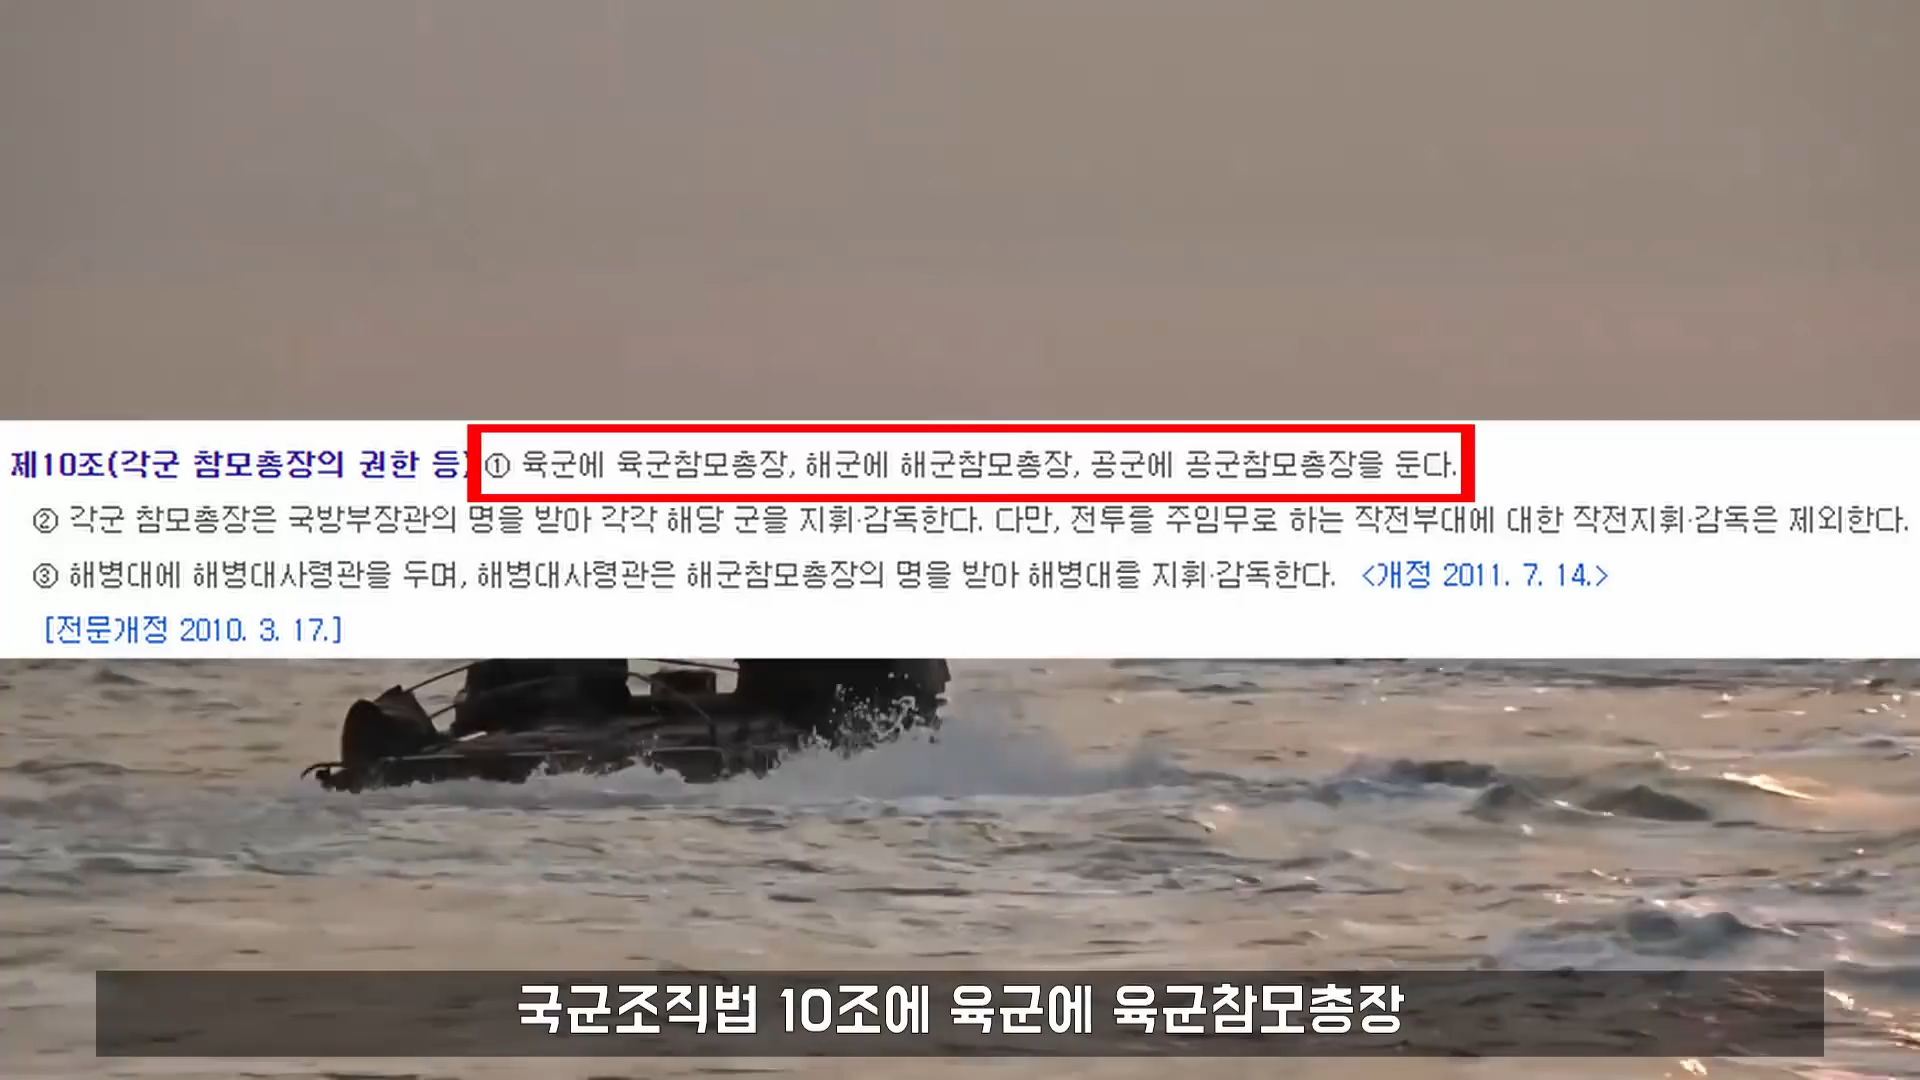 제10조(각군 참모총장의 권한 등) ① 육군에 육군참모총장, 해군에 해군참모총장, 공군에 공군참모총장을 둔다.
② 각군 참모총장은 국방부장관의 명을 받아 각각 해당 군을 지휘·감독한다. 다만, 전투를 주임무로 하는 작전부대에 대한 작전지휘·감독은 제외한다.
③ 해병대에 해병대사령관을 두며, 해병대사령관은 해군참모총장의 명을 받아 해병대를 지휘·감독한다. <개정 2011. 7. 14.>
[전문개정 2010. 3. 17.]
국군조직법 10조에 육군에 육군참모총장